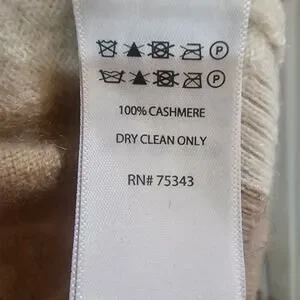 P
P
100% CASHMERE
DRY CLEAN ONLY
RN# 75343